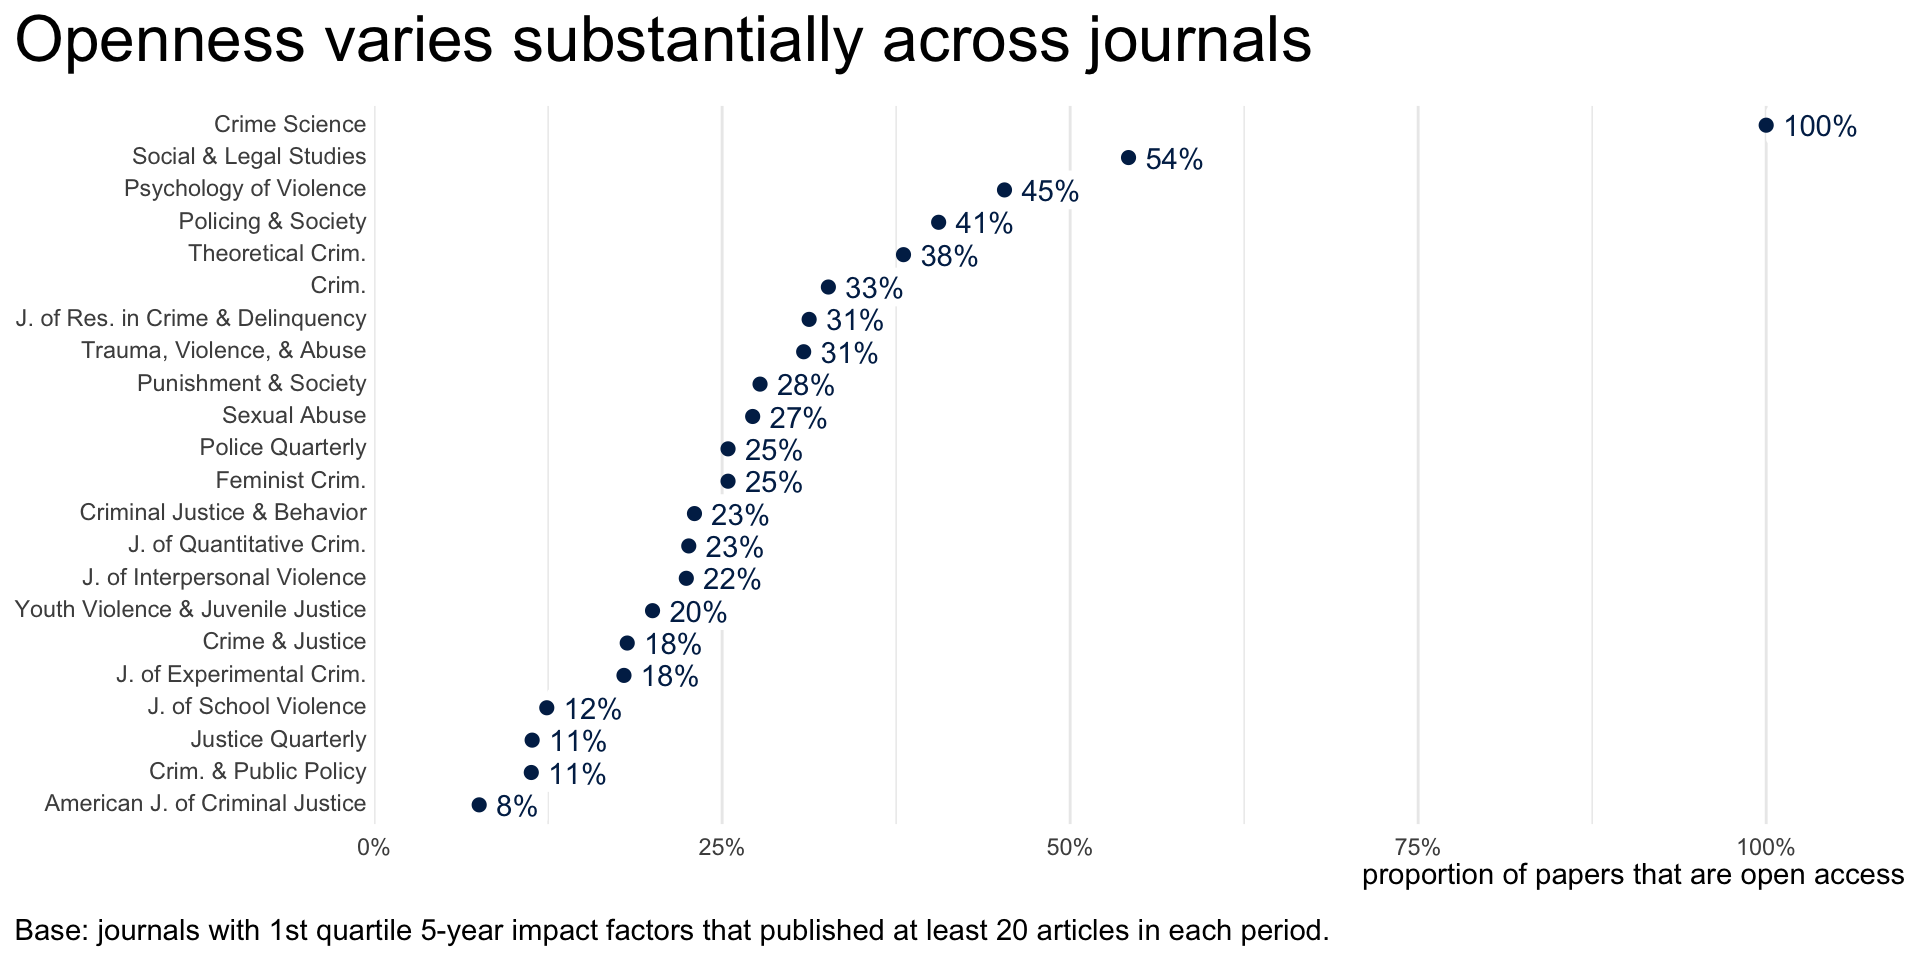 Openness varies substantially across journals
Crime Science 100%
Social & Legal Studies 54%
Psychology of Violence 45%
Policing & Society 41%
Theoretical Crim. 38%
Crim. 33%
J. of Res. in Crime & Delinquency 31%
Trauma, Violence, & Abuse 31%
Punishment & Society 28%
Sexual Abuse 27%
Police Quarterly 25%
Feminist Crim. 25%
Criminal Justice & Behavior 23%
J. of Quantitative Crim. 23%
J. of Interpersonal Violence 22%
Youth Violence & Juvenile Justice 20%
Crime & Justice 18%
J. of Experimental Crim. 18%
J. of School Violence 12%
Justice Quarterly 11%
Crim. & Public Policy 11%
American J. of Criminal Justice 8%
0% 25% 50% 75% 100%
proportion of papers that are open access
Base: journals with 1st quartile 5-year impact factors that published at least 20 articles in each period.